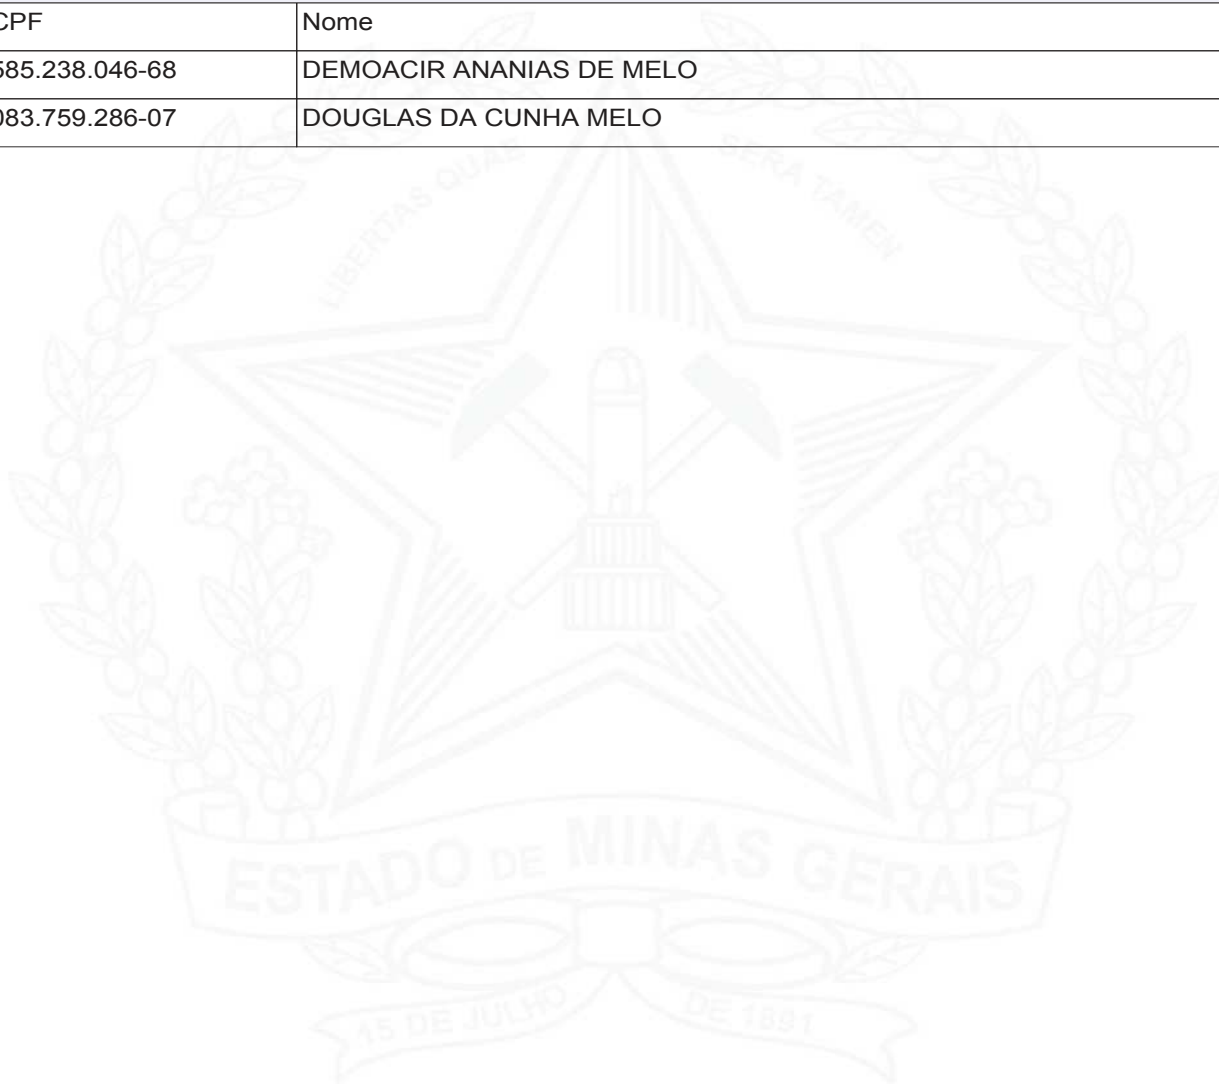 CPF Nome
585.238.046-68 DEMOACIR ANANIAS DE MELO
083.759.286-07 DOUGLAS DA CUNHA MELO
LIBERTAS QUAE SERA TAMEN
ESTADO DE MINAS GERAIS
15 DE JULHO DE 1891